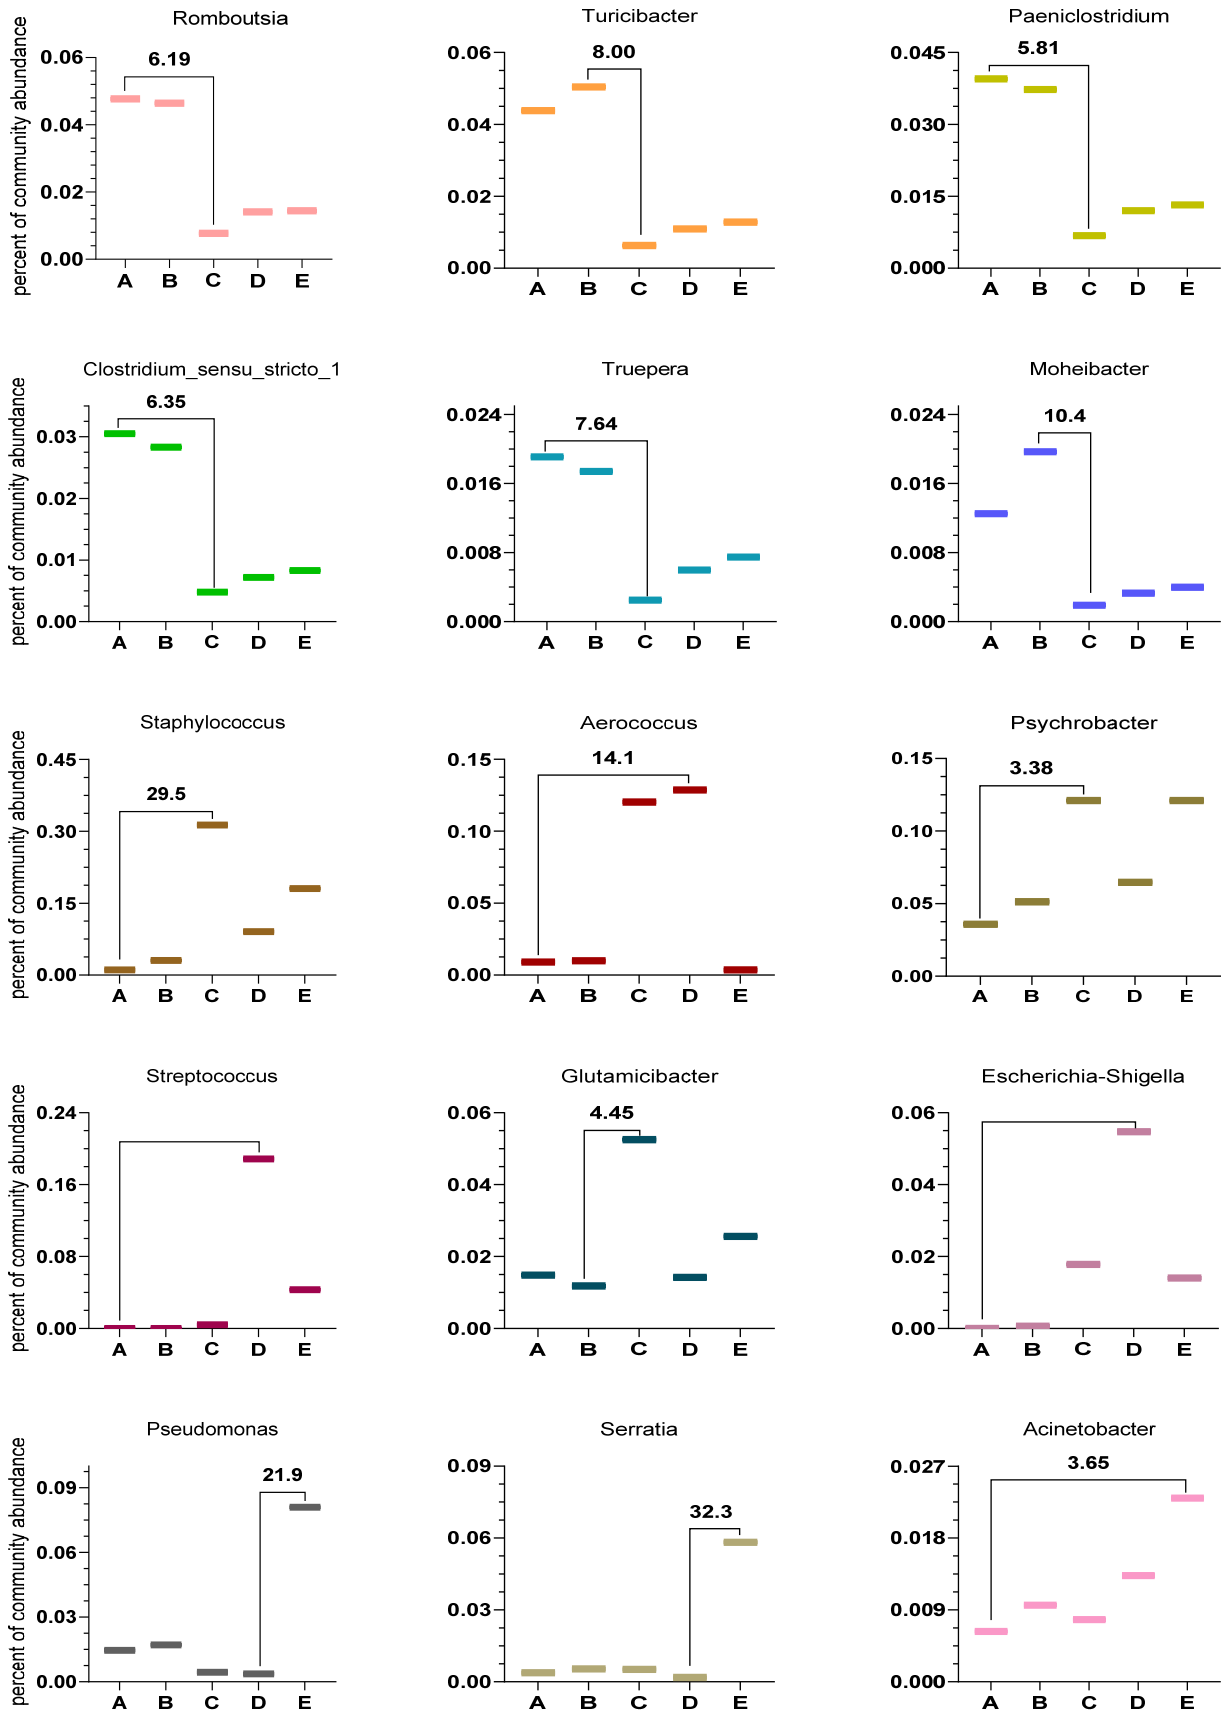 Romboutsia
Turicibacter
Paeniclostridium
percent of community abundance
0.06
0.04
0.02
0.00
6.19
A B C D E
0.06
0.04
0.02
0.00
8.00
A B C D E
0.045
0.030
0.015
0.000
5.81
A B C D E
Clostridium_sensu_stricto_1
Truepera
Moheibacter
percent of community abundance
0.03
0.02
0.01
0.00
6.35
A B C D E
0.024
0.016
0.008
0.000
7.64
A B C D E
0.024
0.016
0.008
0.000
10.4
A B C D E
Staphylococcus
Aerococcus
Psychrobacter
percent of community abundance
0.45
0.30
0.15
0.00
29.5
A B C D E
0.15
0.10
0.05
0.00
14.1
A B C D E
0.15
0.10
0.05
0.00
3.38
A B C D E
Streptococcus
Glutamicibacter
Escherichia-Shigella
percent of community abundance
0.24
0.16
0.08
0.00
A B C D E
0.06
0.04
0.02
0.00
4.45
A B C D E
0.06
0.04
0.02
0.00
A B C D E
Pseudomonas
Serratia
Acinetobacter
percent of community abundance
0.09
0.06
0.03
0.00
21.9
A B C D E
0.09
0.06
0.03
0.00
32.3
A B C D E
0.027
0.018
0.009
0.000
3.65
A B C D E